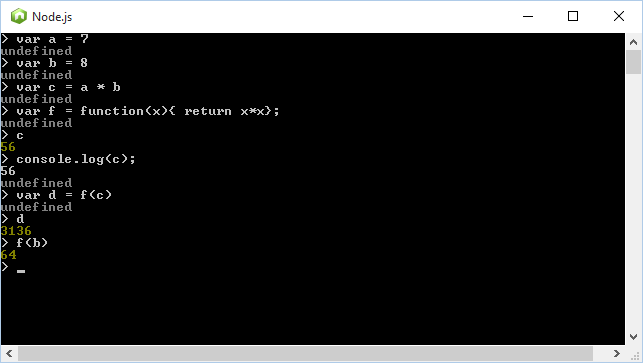 Node.js
> var a = 7
undefined
> var b = 8
undefined
> var c = a * b
undefined
> var f = function(x){ return x*x};
undefined
> c
56
> console.log(c);
56
undefined
> var d = f(c)
undefined
> d
3136
> f(b)
64
> _